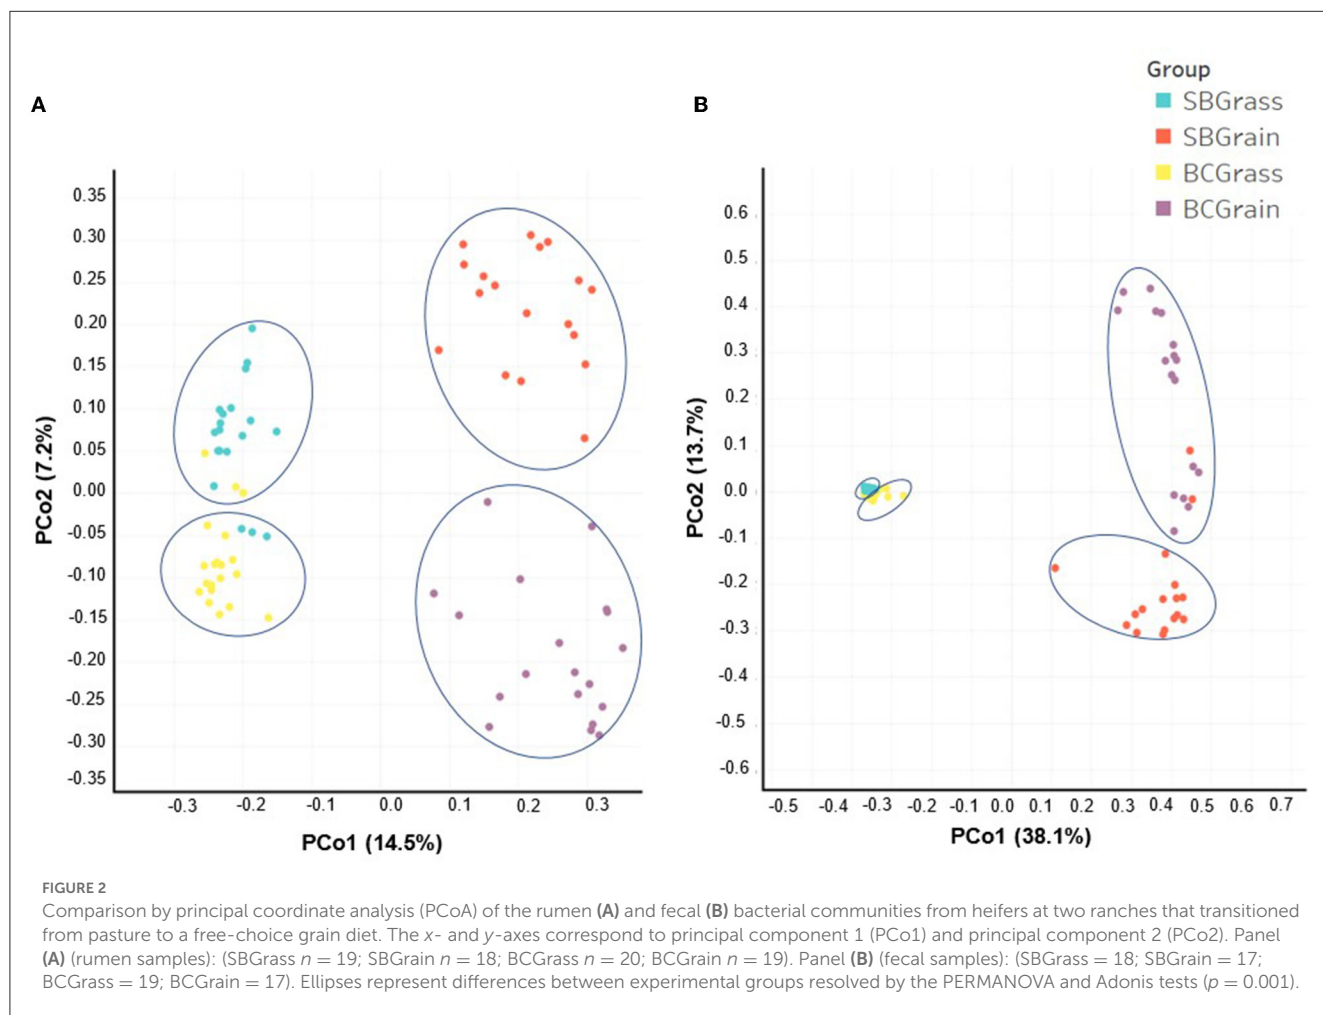 A
B
Group
SBGrass
SBGrain
BCGrass
BCGrain
0.35
0.30
0.25
0.20
0.15
0.10
0.05
0.00
-0.05
-0.10
-0.15
-0.20
-0.25
-0.30
-0.35
PCo2 (7.2%)
-0.3 -0.2 -0.1 0.0 0.1 0.2 0.3
PCo1 (14.5%)
0.6
0.5
0.4
0.3
0.2
0.1
0.0
-0.1
-0.2
-0.3
-0.4
-0.5
-0.6
PCo2 (13.7%)
-0.5 -0.4 -0.3 -0.2 -0.1 0.0 0.1 0.2 0.3 0.4 0.5 0.6 0.7
PCo1 (38.1%)
FIGURE 2
Comparison by principal coordinate analysis (PCoA) of the rumen (A) and fecal (B) bacterial communities from heifers at two ranches that transitioned
from pasture to a free-choice grain diet. The x- and y-axes correspond to principal component 1 (PCo1) and principal component 2 (PCo2). Panel
(A) (rumen samples): (SBGrass n = 19; SBGrain n = 18; BCGrass n = 20; BCGrain n = 19). Panel (B) (fecal samples): (SBGrass = 18; SBGrain = 17;
BCGrass = 19; BCGrain = 17). Ellipses represent differences between experimental groups resolved by the PERMANOVA and Adonis tests (p = 0.001).